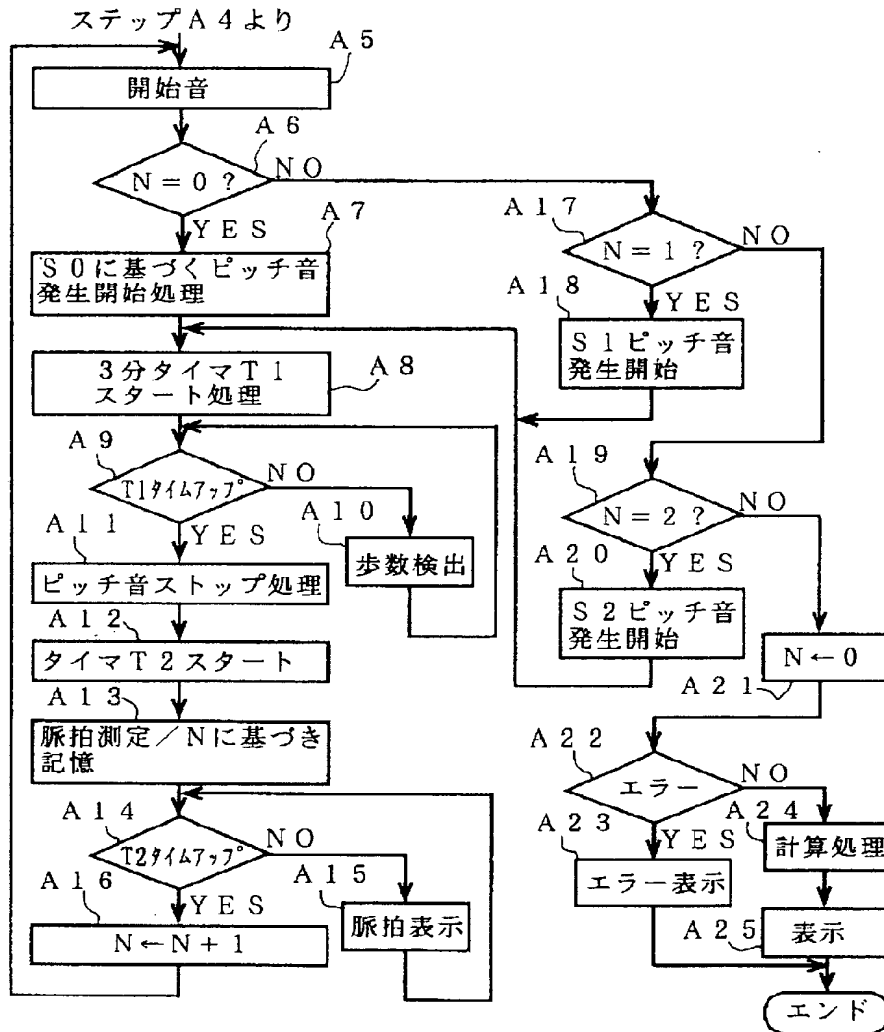 ステップA4より
A5
開始音
A6
N=0?
NO
YES
A7
S0に基づくピッチ音
発生開始処理
3分タイマT1
スタート処理
A8
A9
T1タイムアップ
NO
YES
A10
歩数検出
A11
ピッチ音ストップ処理
A12
タイマT2スタート
A13
脈拍測定/Nに基づき
記憶
A14
T2タイムアップ
NO
YES
A15
脈拍表示
A16
N←N+1
A17
N=1?
NO
YES
A18
S1ピッチ音
発生開始
A19
N=2?
NO
YES
A20
S2ピッチ音
発生開始
N←0
A21
A22
エラー
NO
YES
A23
エラー表示
A24
計算処理
A25
表示
エンド